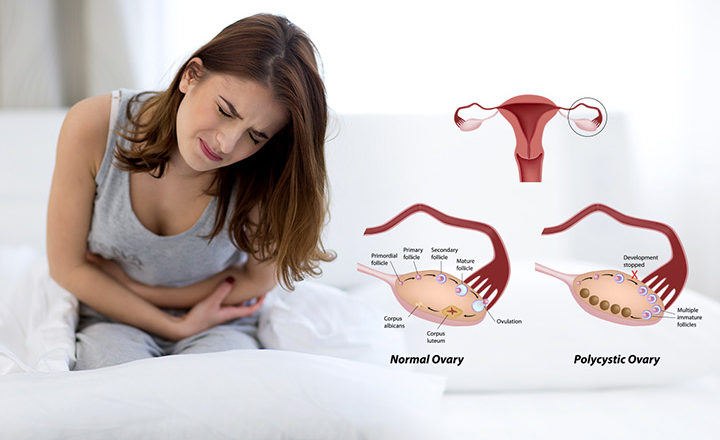 Primordial
follicle
Primary
follicle
Secondary
follicle
Mature
follicle
Corpus
albicans
Corpus
luteum
Ovulation
Normal Ovary
Development
stopped
Multiple
immature
follicles
Polycystic Ovary